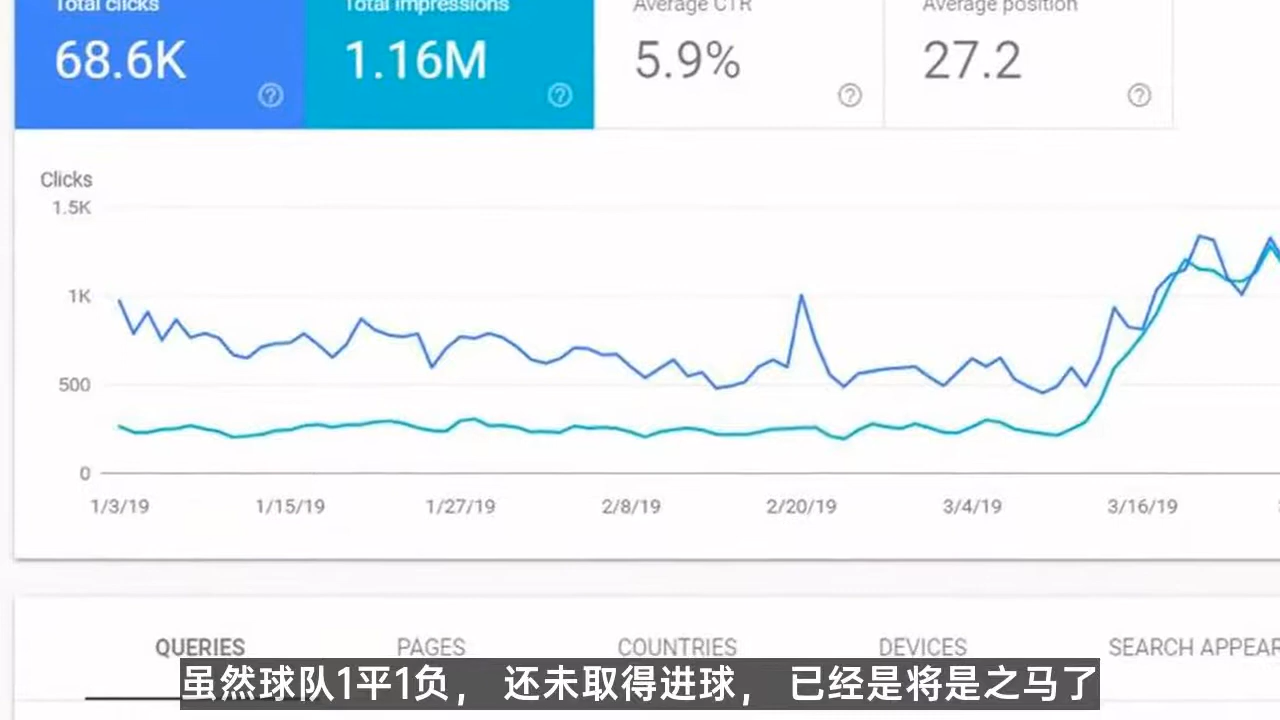 Total clicks
Total impressions
Average CTR
Average position
68.6K
1.16M
5.9%
27.2
Clicks
1.5K
1K
500
0
1/3/19
1/15/19
1/27/19
2/8/19
2/20/19
3/4/19
3/16/19
QUERIES
PAGES
COUNTRIES
DEVICES
SEARCH APPEAR
虽然球队1平1负， 还未取得进球， 已经是将是之马了